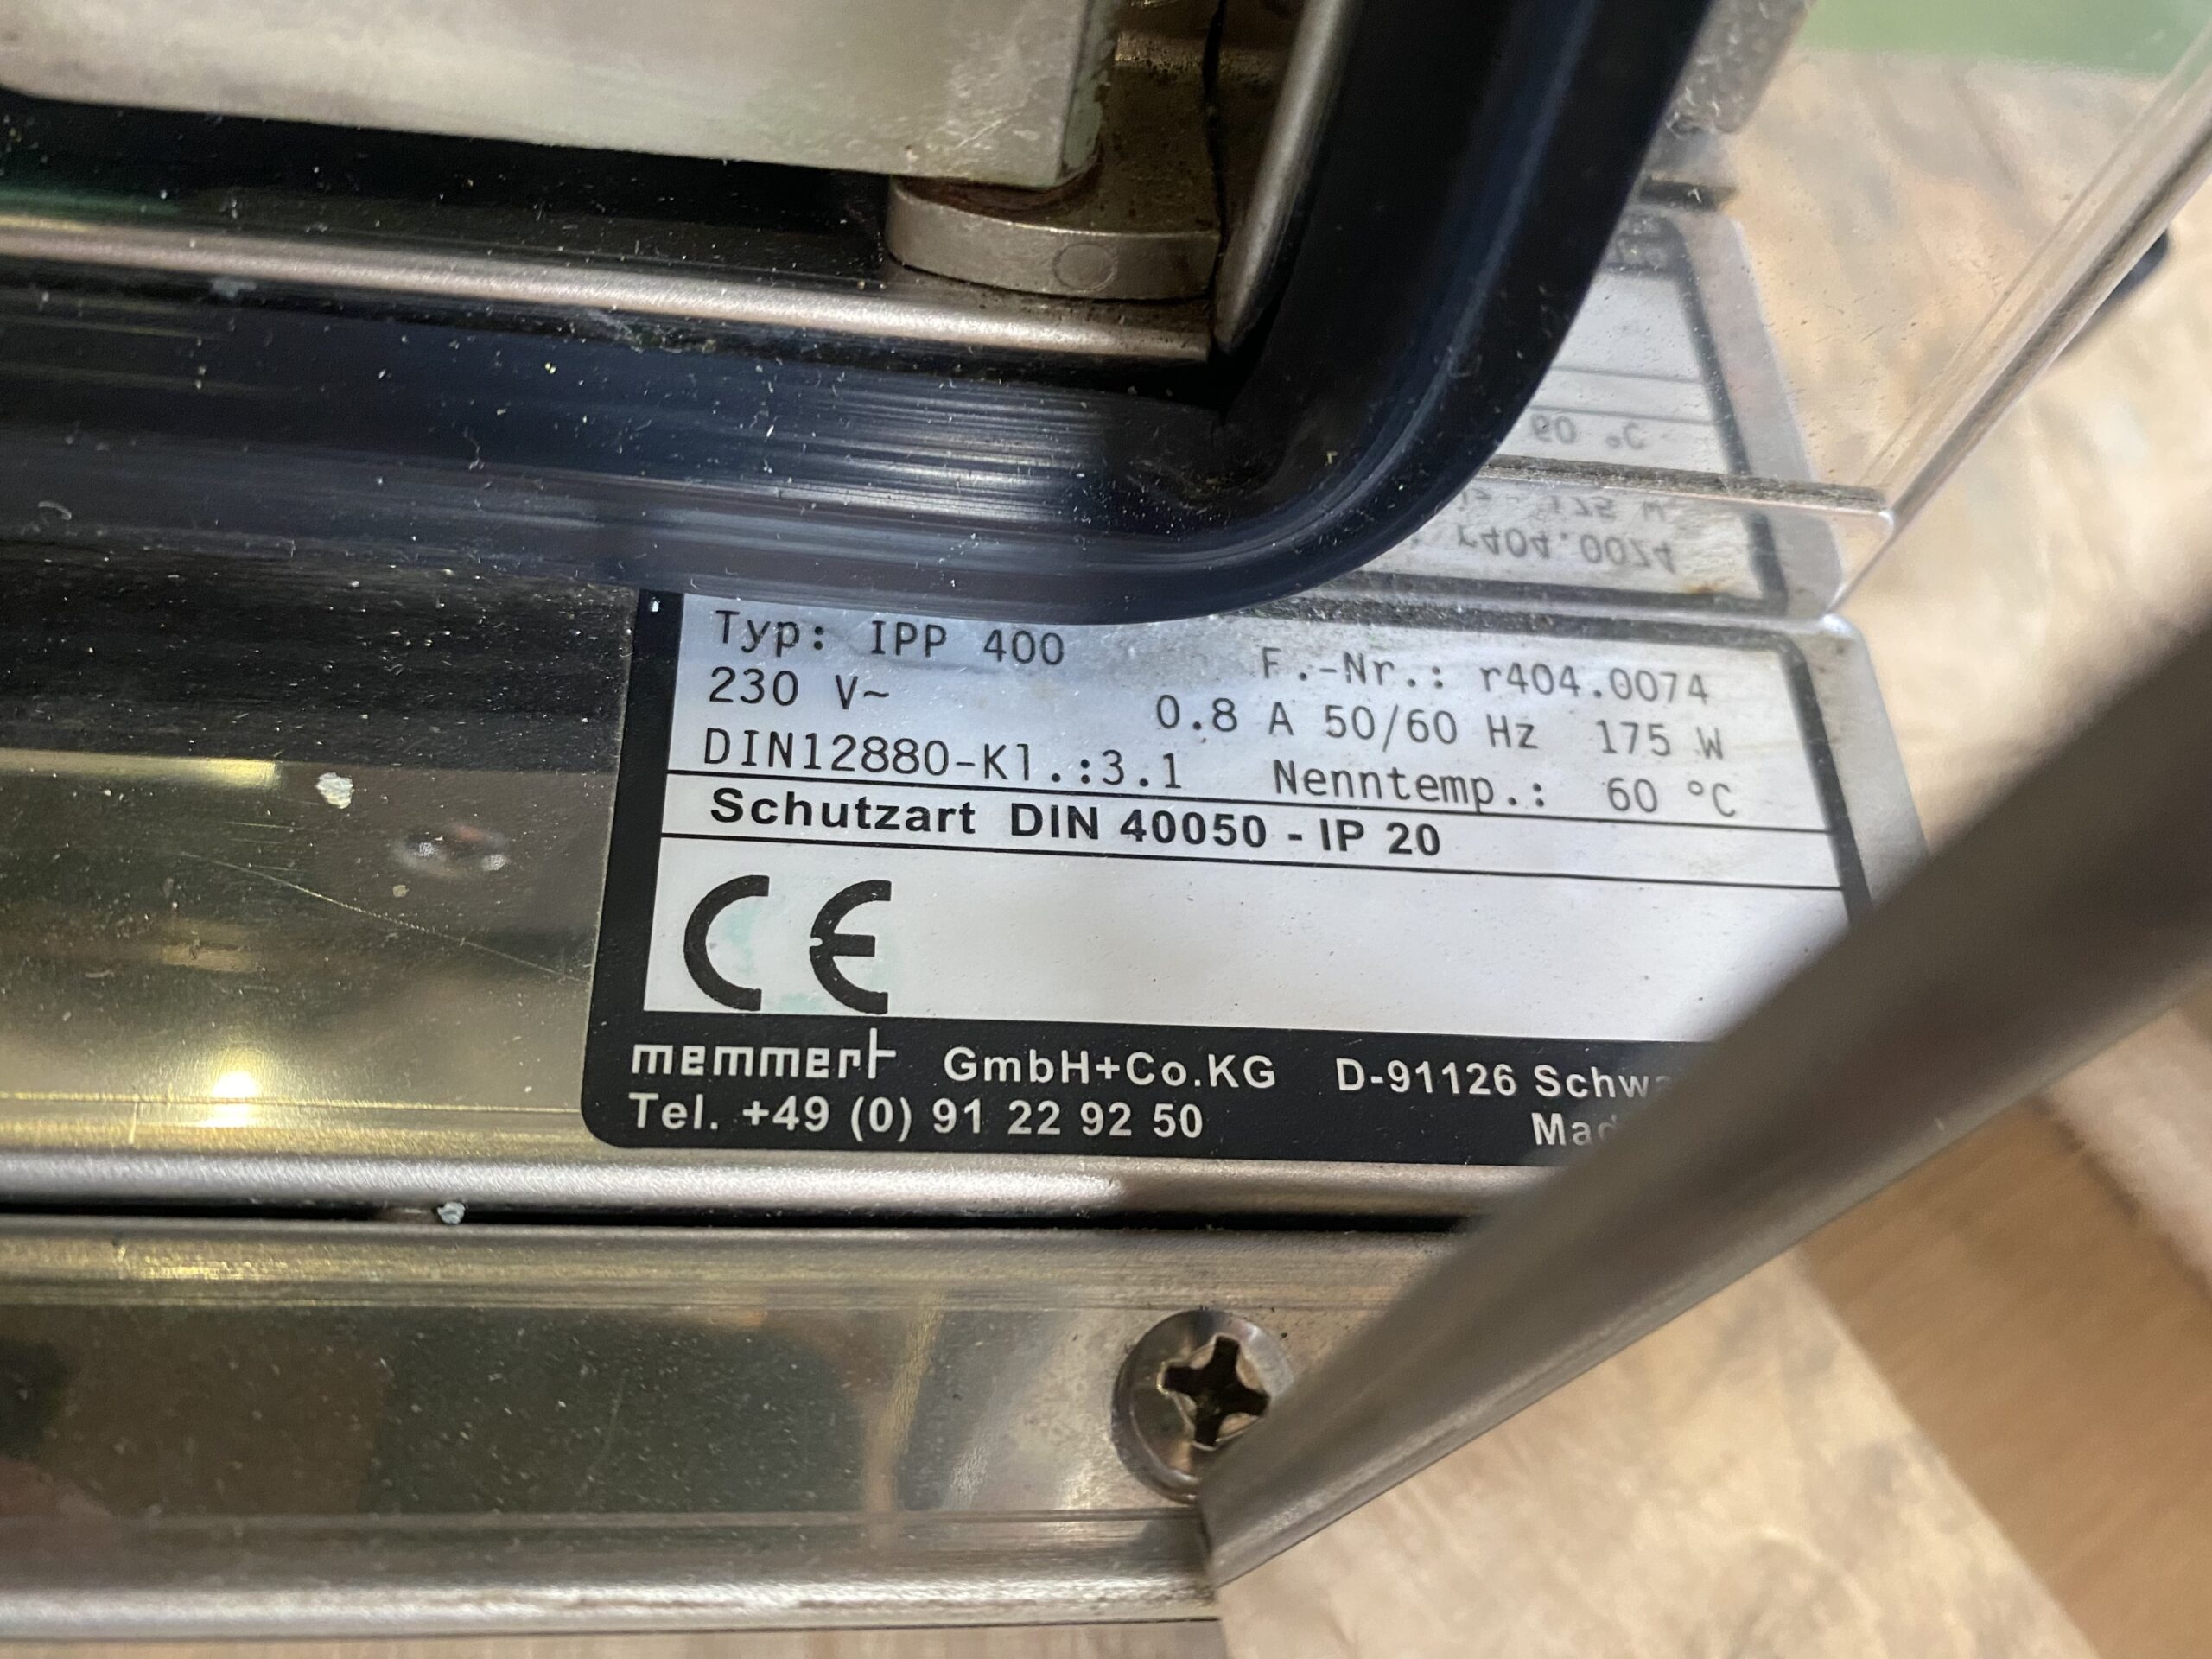 Typ: IPP 400 F.-Nr.: r404.0074
230 V~ 0.8 A 50/60 Hz 175 W
DIN12880-Kl.:3.1 Nenntemp.: 60 °C
Schutzart DIN 40050 - IP 20
CE
memmert GmbH+Co.KG D-91126
Tel. +49 (0) 91 22 92 50